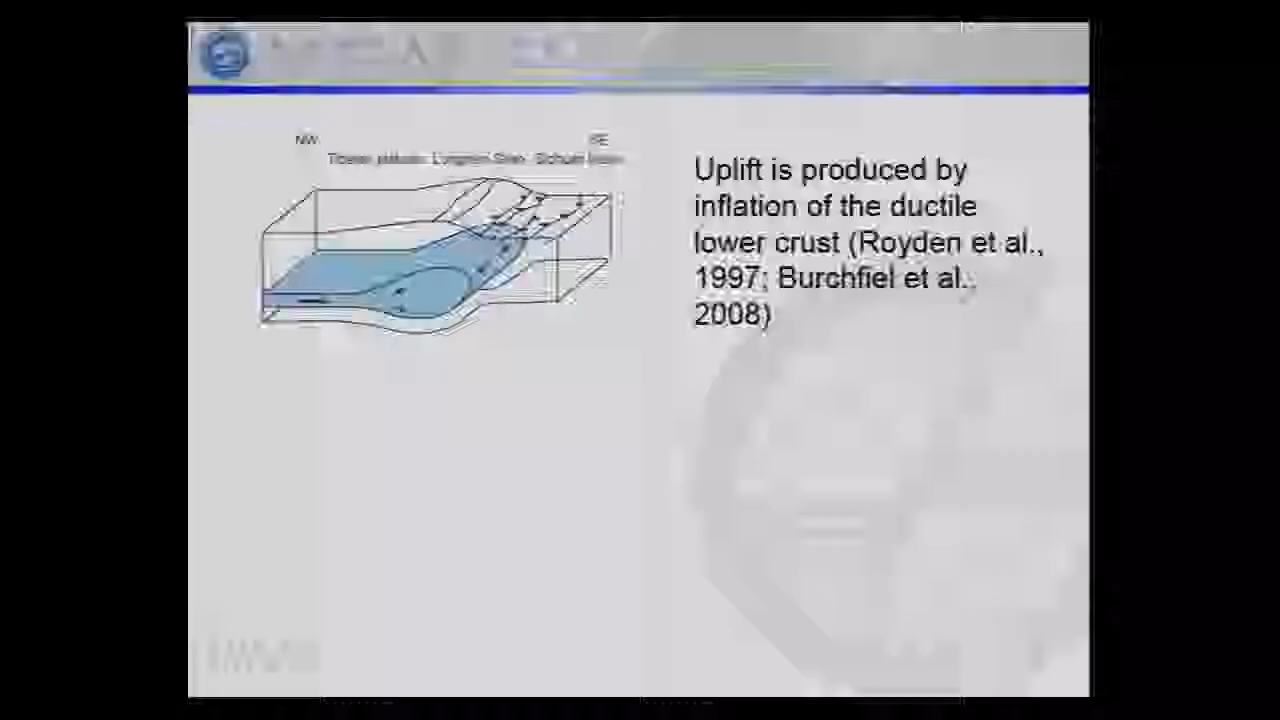 NW
SE
Tibetan plateau Longmen Shan Sichuan Basin
Uplift is produced by
inflation of the ductile
lower crust (Royden et al.,
1997; Burchfiel et al.,
2008)